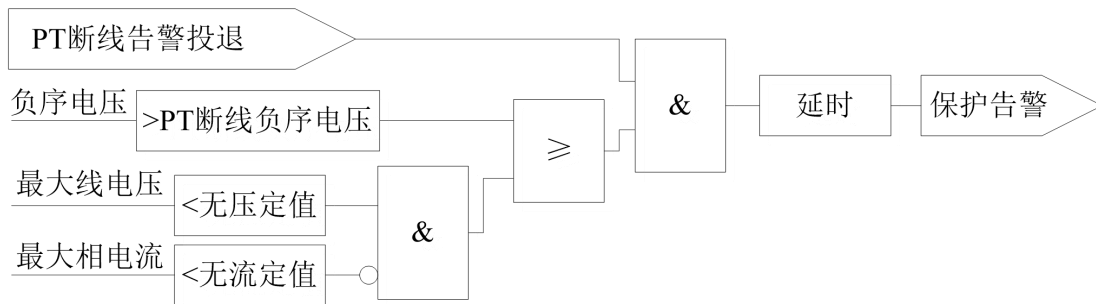 PT断线告警投退
负序电压
>PT断线负序电压
最大线电压
<无压定值
最大相电流
<无流定值
&
≥
&
延时
保护告警